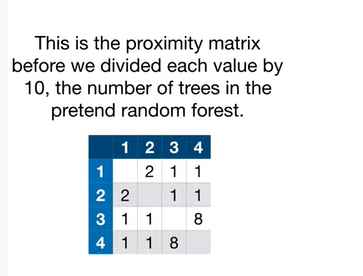 This is the proximity matrix
before we divided each value by
10, the number of trees in the
pretend random forest.
1 2 3 4
1 2 1 1
2 2 1 1
3 1 1 8
4 1 1 8